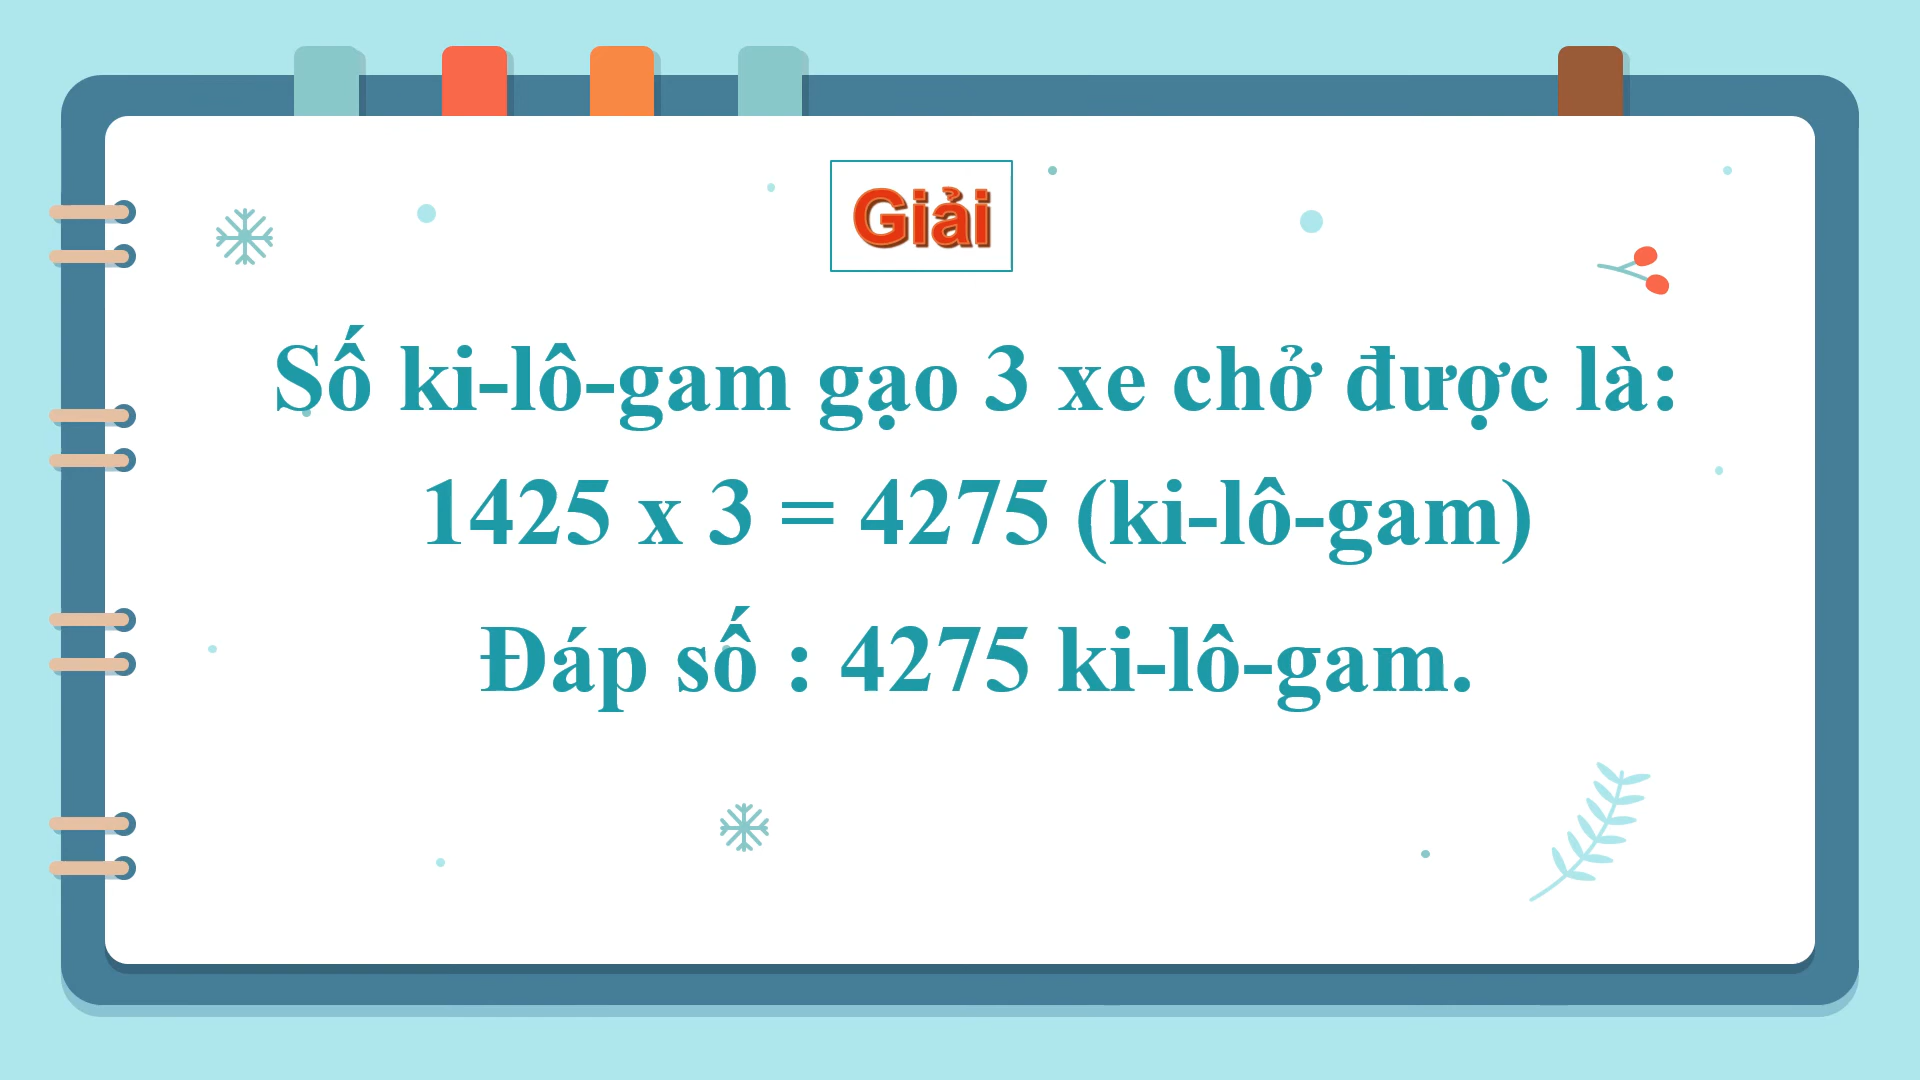 Giải
Số ki-lô-gam gạo 3 xe chở được là:
1425 x 3 = 4275 (ki-lô-gam)
Đáp số : 4275 ki-lô-gam.